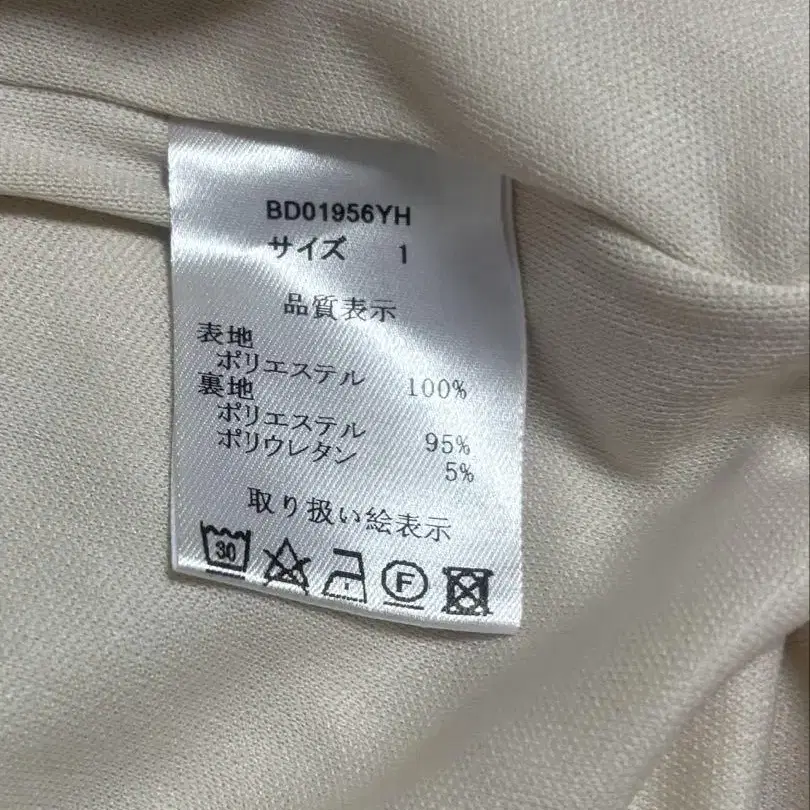 BD01956YH
サイズ 1
品質表示
表地
ポリエステル 100%
裏地
ポリエステル 95%
ポリウレタン 5%
取り扱い絵表示
30 F